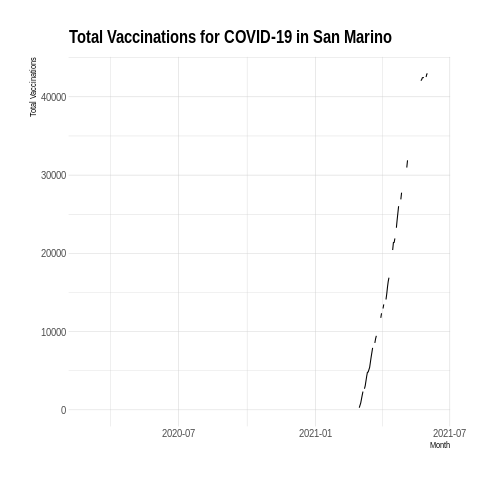 Total Vaccinations for COVID-19 in San Marino
Total Vaccinations
40000
30000
20000
10000
0
2020-07
2021-01
2021-07
Month